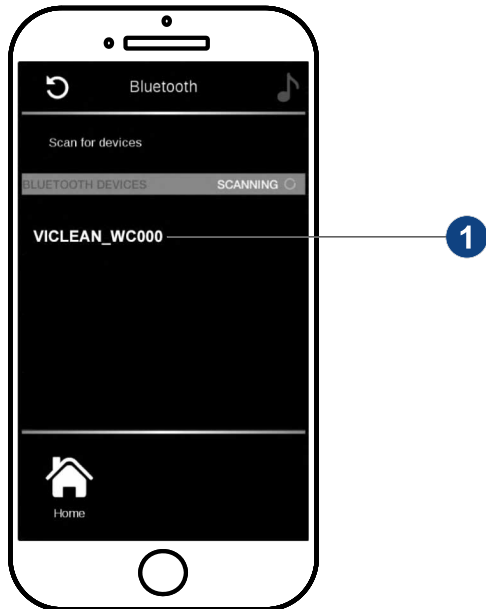 Bluetooth
Scan for devices
BLUETOOTH DEVICES SCANNING
VICLEAN_WC000
1
Home